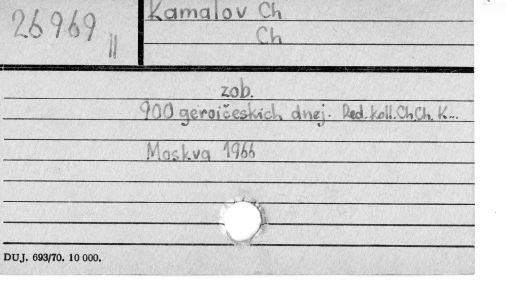 26969 Kamalov Ch
II Ch
zob.
900 geroičeskich dnej. Red. koll. Ch.Ch. K...
Moskva 1966
DUJ. 693/70. 10 000.